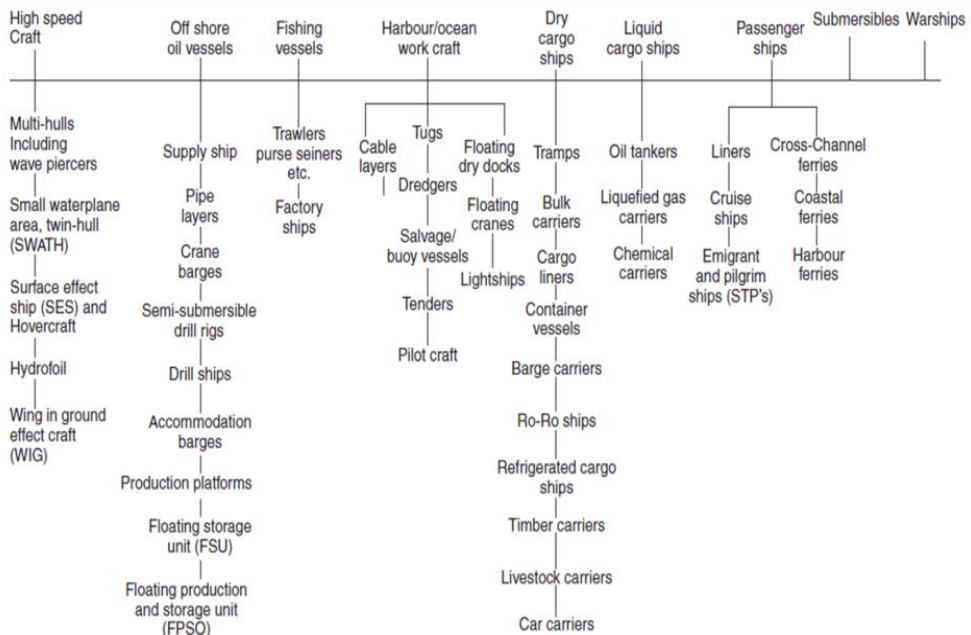 High speed
Craft
Off shore
oil vessels
Fishing
vessels
Harbour/ocean
work craft
Dry
cargo
ships
Liquid
cargo ships
Passenger
ships
Submersibles
Warships
Multi-hulls
Including
wave piercers
Small waterplane
area, twin-hull
(SWATH)
Surface effect
ship (SES) and
Hovercraft
Hydrofoil
Wing in ground
effect craft
(WIG)
Supply ship
Pipe
layers
Crane
barges
Semi-submersible
drill rigs
Drill ships
Accommodation
barges
Production platforms
Floating storage
unit (FSU)
Floating production
and storage unit
(FPSO)
Trawlers
purse seiners
etc.
Factory
ships
Cable
layers
Tugs
Dredgers
Salvage/
buoy vessels
Tenders
Pilot craft
Floating
dry docks
Floating
cranes
Lightships
Tramps
Bulk
carriers
Cargo
liners
Container
vessels
Barge carriers
Ro-Ro ships
Refrigerated cargo
ships
Timber carriers
Livestock carriers
Car carriers
Oil tankers
Liquefied gas
carriers
Chemical
carriers
Liners
Cruise
ships
Emigrant
and pilgrim
ships (STP's)
Cross-Channel
ferries
Coastal
ferries
Harbour
ferries